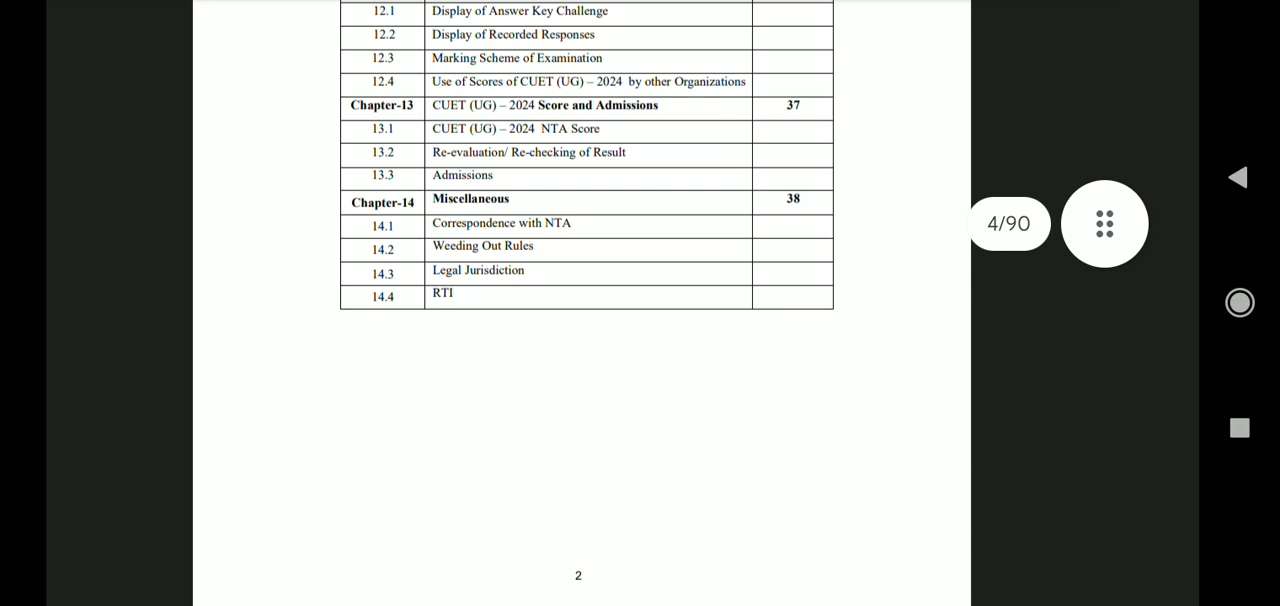 12.1 Display of Answer Key Challenge
12.2 Display of Recorded Responses
12.3 Marking Scheme of Examination
12.4 Use of Scores of CUET (UG) – 2024 by other Organizations
Chapter-13 CUET (UG) – 2024 Score and Admissions 37
13.1 CUET (UG) – 2024 NTA Score
13.2 Re-evaluation/ Re-checking of Result
13.3 Admissions
Chapter-14 Miscellaneous 38
14.1 Correspondence with NTA
14.2 Weeding Out Rules
14.3 Legal Jurisdiction
14.4 RTI
4/90
2